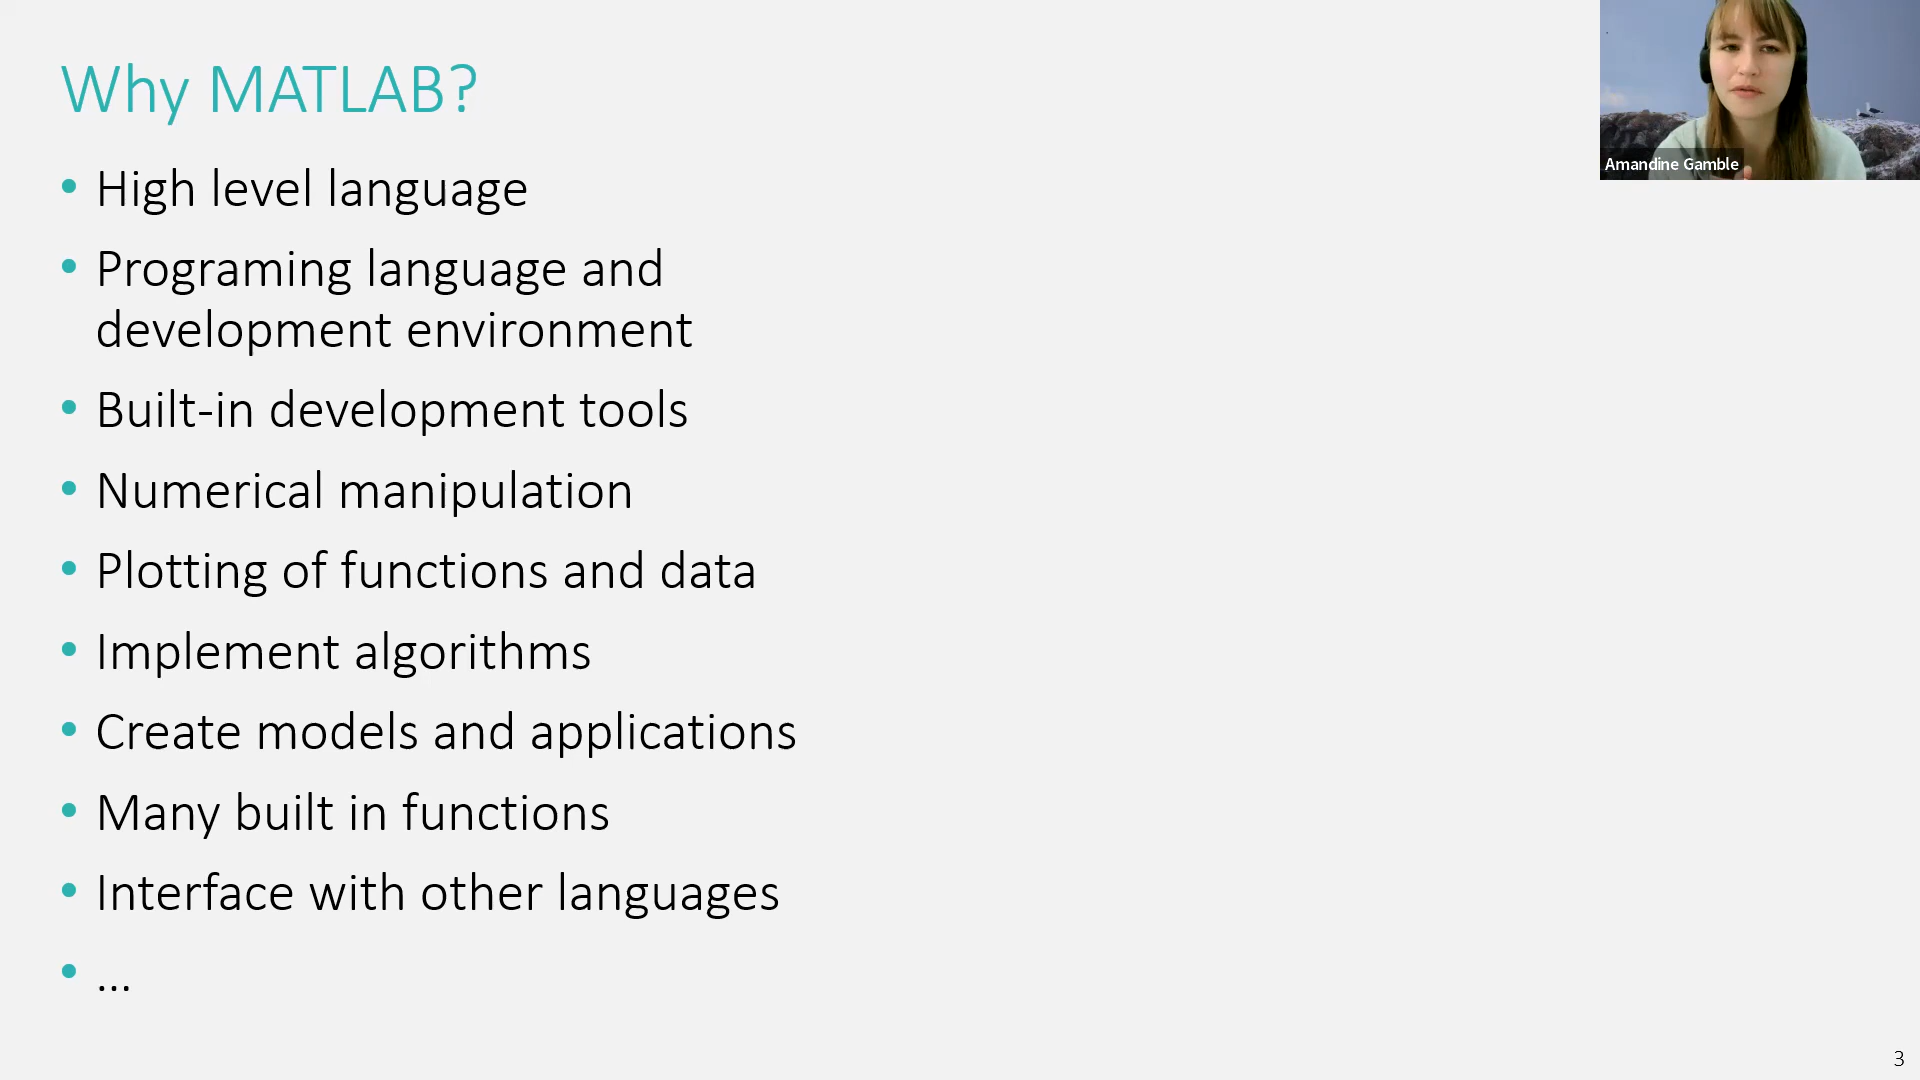 Why MATLAB?
• High level language
• Programing language and
development environment
• Built-in development tools
• Numerical manipulation
• Plotting of functions and data
• Implement algorithms
• Create models and applications
• Many built in functions
• Interface with other languages
• ...
Amandine Gamble
3